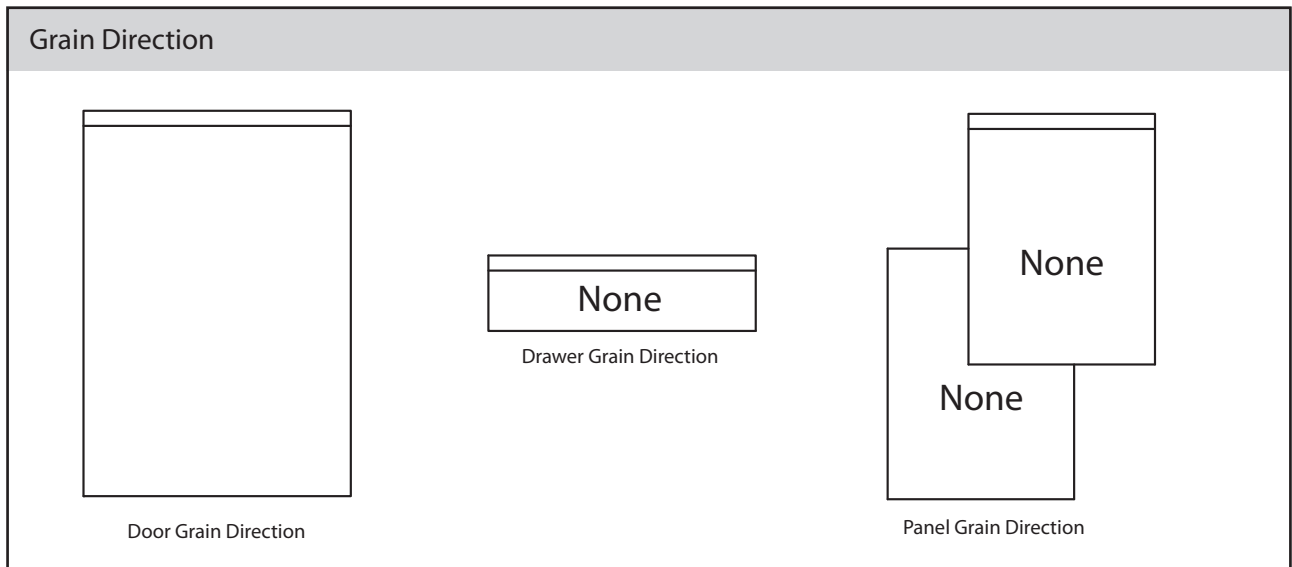 Grain Direction
None
None
Drawer Grain Direction
None
Door Grain Direction
Panel Grain Direction